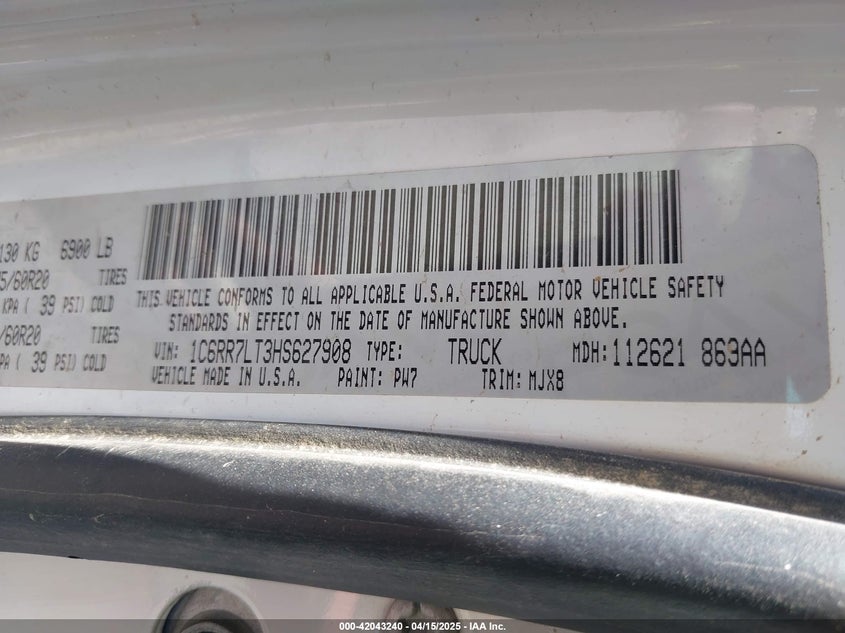 130 KG 6900 LB
5/60R20 TIRES
KPA ( 39 PSI) COLD
/60R20 TIRES
PA ( 39 PSI) COLD
THIS VEHICLE CONFORMS TO ALL APPLICABLE U.S.A. FEDERAL MOTOR VEHICLE SAFETY
STANDARDS IN EFFECT ON THE DATE OF MANUFACTURE SHOWN ABOVE.
VIN: 1C6RR7LT3HS627908 TYPE: TRUCK MDH: 112621 863AA
VEHICLE MADE IN U.S.A. PAINT: PW7 TRIM: MJX8
000-42043240 - 04/15/2025 - IAA Inc.